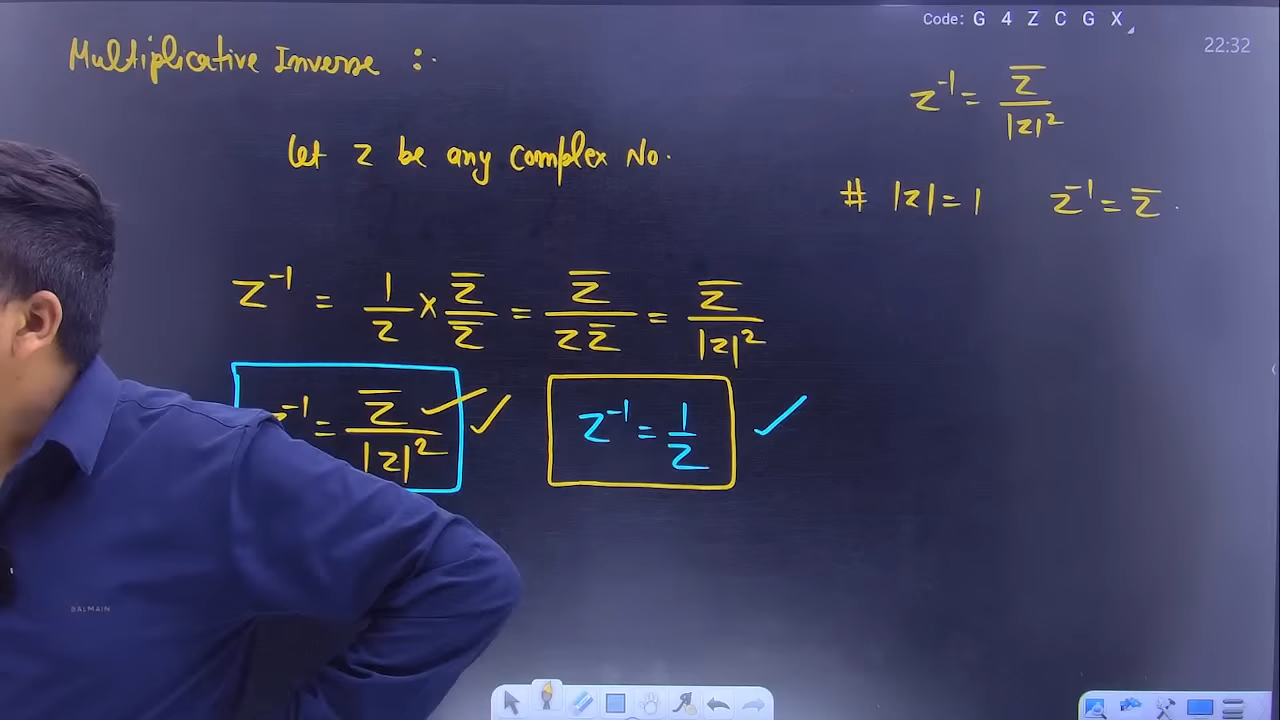 Code: G 4 Z C G X
22:32
Multiplicative Inverse :.
z⁻¹ = z̅ / |z|²
Let z be any Complex No.
# |z| = 1 z⁻¹ = z̅ .
z⁻¹ = 1/z × z̅/z̅ = z̅/zz̅ = z̅/|z|²
⁻¹ = z̅/|z|² ✓ ✓ z⁻¹ = 1/z ✓
BALMAIN